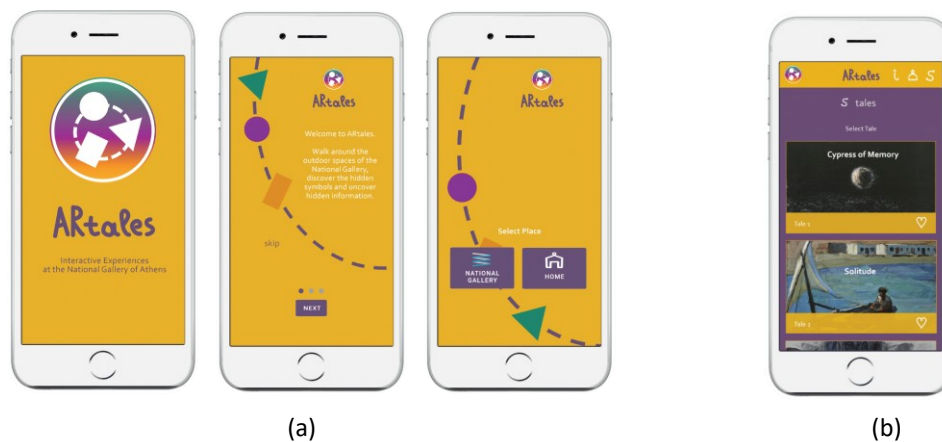 ARtales
Interactive Experiences
at the National Gallery of Athens
ARtales
Welcome to ARtales.
Walk around the
outdoor spaces of the
National Gallery,
discover the hidden
symbols and uncover
hidden information.
skip
NEXT
ARtales
Select Place
NATIONAL
GALLERY
HOME
(a)
ARtales
tales
Select Tale
Cypress of Memory
Tale 1
Solitude
Tale 2
(b)